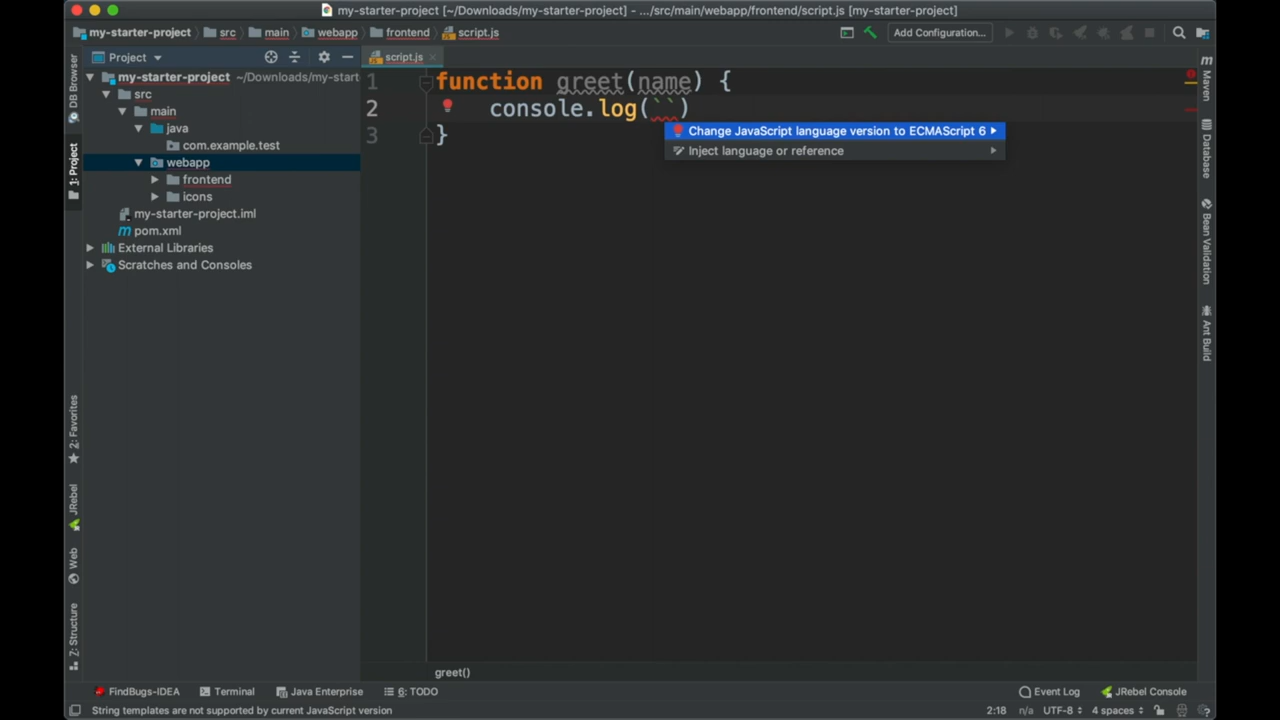 my-starter-project [~/Downloads/my-starter-project] - .../src/main/webapp/frontend/script.js [my-starter-project]
my-starter-project src main webapp frontend script.js Add Configuration...
Project script.js
my-starter-project ~/Downloads/my-starte
src
main
java
com.example.test
webapp
frontend
icons
my-starter-project.iml
pom.xml
External Libraries
Scratches and Consoles
1 function greet(name) {
2 console.log(``)
3 }
Change JavaScript language version to ECMAScript 6
Inject language or reference
DB Browser
1: Project
2: Favorites
JRebel
Web
7: Structure
Maven
Database
Bean Validation
Ant Build
greet()
FindBugs-IDEA Terminal Java Enterprise 6: TODO Event Log JRebel Console
String templates are not supported by current JavaScript version 2:18 n/a UTF-8 4 spaces